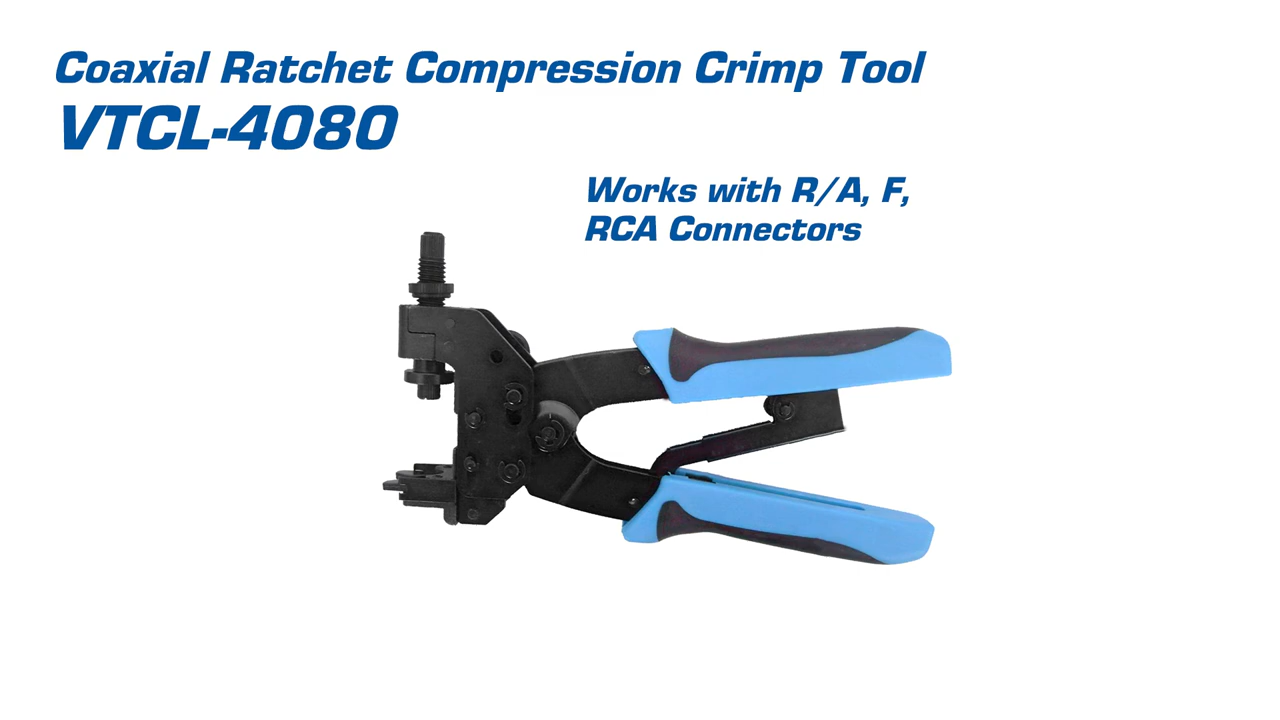 Coaxial Ratchet Compression Crimp Tool
VTCL-4080
Works with R/A, F,
RCA Connectors